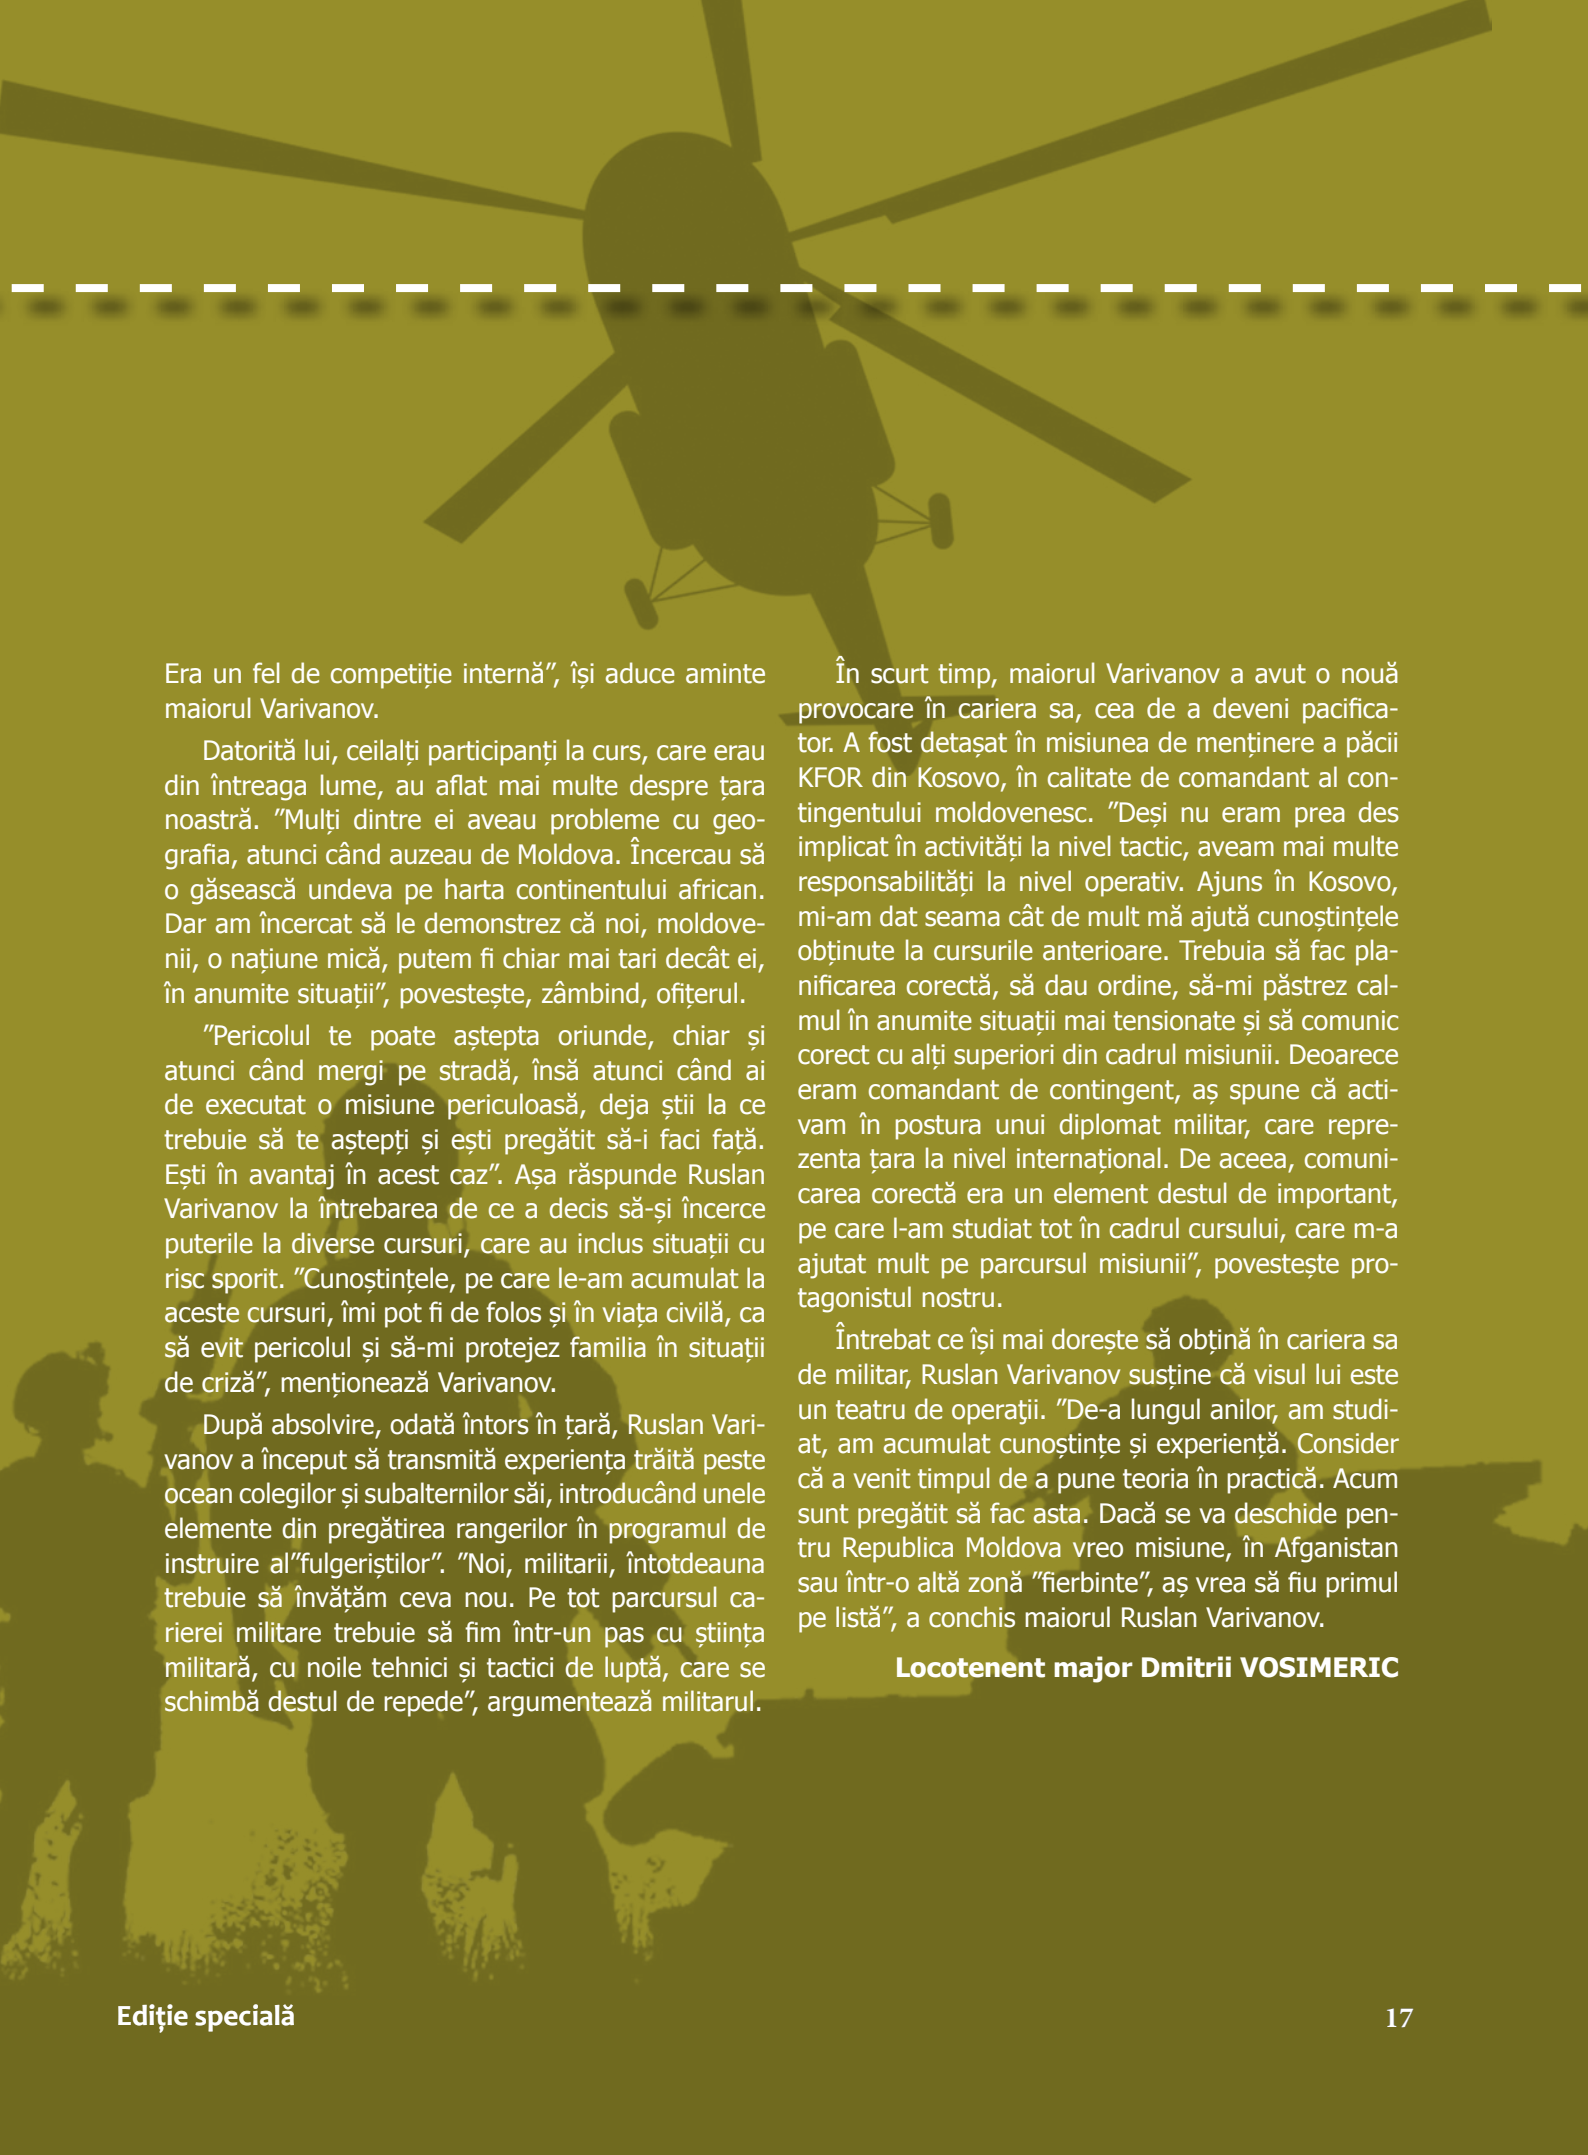 Era un fel de competiție internă”, își aduce aminte
maiorul Varivanov.
Datorită lui, ceilalți participanți la curs, care erau
din întreaga lume, au aflat mai multe despre țara
noastră. ”Mulți dintre ei aveau probleme cu geo-
grafia, atunci când auzeau de Moldova. Încercau să
o găsească undeva pe harta continentului african.
Dar am încercat să le demonstrez că noi, moldove-
nii, o națiune mică, putem fi chiar mai tari decât ei,
în anumite situații”, povestește, zâmbind, ofițerul.
”Pericolul te poate aștepta oriunde, chiar și
atunci când mergi pe stradă, însă atunci când ai
de executat o misiune periculoasă, deja știi la ce
trebuie să te aștepți și ești pregătit să-i faci față.
Ești în avantaj în acest caz”. Așa răspunde Ruslan
Varivanov la întrebarea de ce a decis să-și încerce
puterile la diverse cursuri, care au inclus situații cu
risc sporit. ”Cunoștințele, pe care le-am acumulat la
aceste cursuri, îmi pot fi de folos și în viața civilă, ca
să evit pericolul și să-mi protejez familia în situații
de criză”, menționează Varivanov.
După absolvire, odată întors în țară, Ruslan Vari-
vanov a început să transmită experiența trăită peste
ocean colegilor și subalternilor săi, introducând unele
elemente din pregătirea rangerilor în programul de
instruire al”fulgeriștilor”. ”Noi, militarii, întotdeauna
trebuie să învățăm ceva nou. Pe tot parcursul ca-
rierei militare trebuie să fim într-un pas cu știința
militară, cu noile tehnici și tactici de luptă, care se
schimbă destul de repede”, argumentează militarul.
În scurt timp, maiorul Varivanov a avut o nouă
provocare în cariera sa, cea de a deveni pacifica-
tor. A fost detașat în misiunea de menținere a păcii
KFOR din Kosovo, în calitate de comandant al con-
tingentului moldovenesc. ”Deși nu eram prea des
implicat în activități la nivel tactic, aveam mai multe
responsabilități la nivel operativ. Ajuns în Kosovo,
mi-am dat seama cât de mult mă ajută cunoștințele
obținute la cursurile anterioare. Trebuia să fac pla-
nificarea corectă, să dau ordine, să-mi păstrez cal-
mul în anumite situații mai tensionate și să comunic
corect cu alți superiori din cadrul misiunii. Deoarece
eram comandant de contingent, aș spune că acti-
vam în postura unui diplomat militar, care repre-
zenta țara la nivel internațional. De aceea, comuni-
carea corectă era un element destul de important,
pe care l-am studiat tot în cadrul cursului, care m-a
ajutat mult pe parcursul misiunii”, povestește pro-
tagonistul nostru.
Întrebat ce își mai dorește să obțină în cariera sa
de militar, Ruslan Varivanov susține că visul lui este
un teatru de operaţii. ”De-a lungul anilor, am studi-
at, am acumulat cunoștințe și experiență. Consider
că a venit timpul de a pune teoria în practică. Acum
sunt pregătit să fac asta. Dacă se va deschide pen-
tru Republica Moldova vreo misiune, în Afganistan
sau într-o altă zonă ”fierbinte”, aș vrea să fiu primul
pe listă”, a conchis maiorul Ruslan Varivanov.
Locotenent major Dmitrii VOSIMERIC
Ediție specială
17